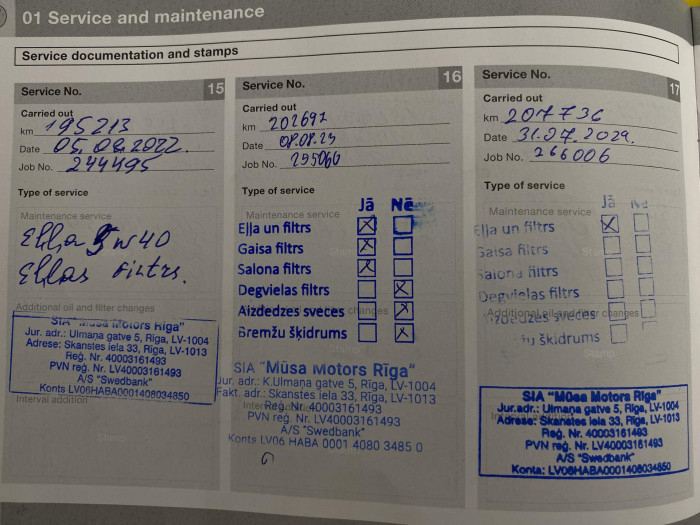 01 Service and maintenance
Service documentation and stamps
Service No. 15
Carried out
km 195213
Date 05.08.2022.
Job No. 244495
Type of service
Maintenance service
Eļļa 5w40
Eļļas filtrs.
Additional oil and filter changes
SIA "Mūsa Motors Rīga"
Jur. adr.: Ulmaņa gatve 5, Rīga, LV-1004
Adrese: Skanstes iela 33, Rīga, LV-1013
Reģ. Nr. 40003161493
PVN reģ. Nr. LV40003161493
A/S "Swedbank"
Konts LV06HABA0001408034850
Interval addition
Service No. 16
Carried out
km 202697
Date 08.08.23
Job No. 255066
Type of service
Jā Nē
Maintenance service
Eļļa un filtrs
Gaisa filtrs
Salona filtrs
Degvielas filtrs
Aizdedzes sveces
Bremžu šķidrums
SIA "Mūsa Motors Rīga"
Jur. adr.: K.Ulmaņa gatve 5, Rīga, LV-1004
Fakt. adr.: Skanstes iela 33, Rīga, LV-1013
Reģ.Nr.40003161493
PVN reģ. Nr. LV40003161493
A/S "Swedbank"
Konts LV06 HABA 0001 4080 3485 0
Service No. 17
Carried out
km 207736
Date 31.07.2024.
Job No. 266006
Type of service
Jā Nē
Maintenance service
Eļļa un filtrs
Gaisa filtrs
Salona filtrs
Degvielas filtrs
Additional oil and filter changes
Aizdedzes sveces
šķidrums
Stamp
SIA "Mūsa Motors Rīga"
Jur.adr.: Ulmaņa gatve 5, Rīga, LV-1004
Adrese: Skanstes iela 33, Rīga, LV-1013
Reģ. Nr. 40003161493
PVN reģ. Nr. LV40003161493
A/S "Swedbank"
Konta: LV06HABA0001408034850